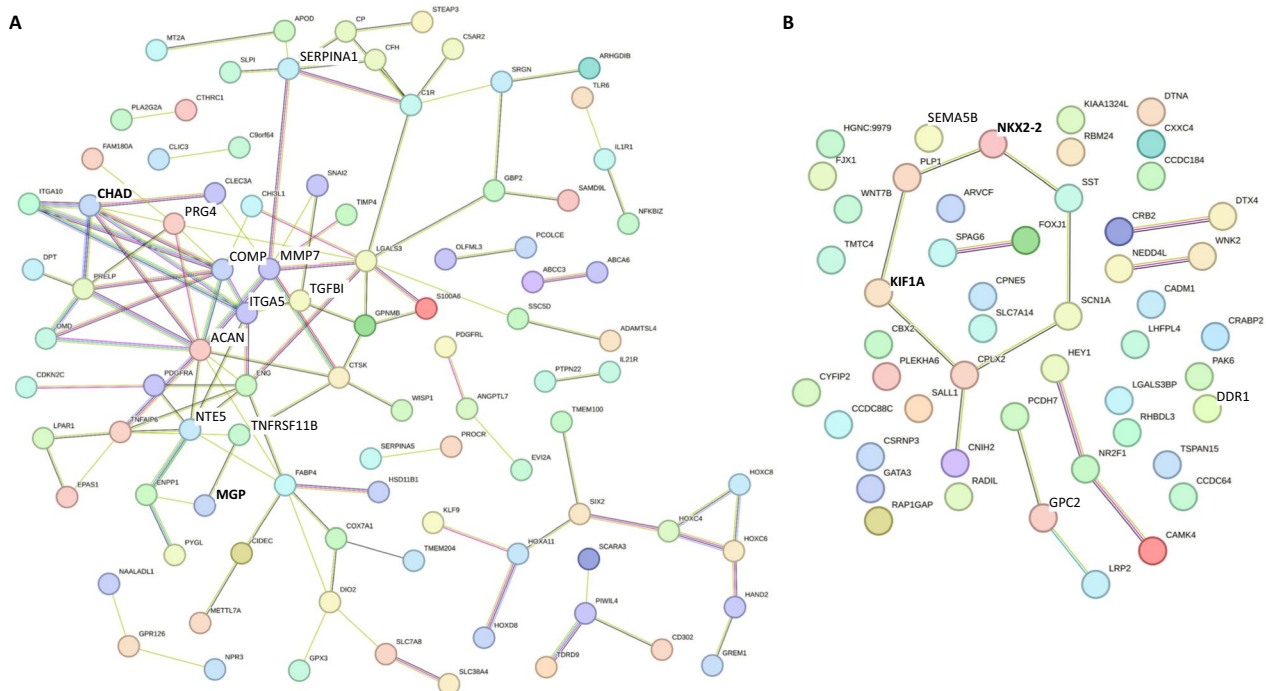 A
B
APOD
CP
STEAP3
MT2A
SERPINA1
CFH
C5AR2
SLPI
ARHGDIB
SRGN
C1R
TLR6
CTHRC1
PLA2G2A
C9orf64
FAM180A
CLIC3
IL1R1
ITGA10
CHAD
CLEC3A
SNAI2
GBP2
SAMD9L
PRG4
TIMP4
NFKBIZ
LGALS3
OLFML3
PCOLCE
DPT
COMP
MMP7
ABCC3
ABCA6
PRELP
TGFBI
S100A6
ITGA5
SSC5D
GPNMB
OMD
ADAMTSL4
ACAN
PDGFRL
CTSK
IL21R
CDKN2C
PDGFRA
ENG
PTPN22
WISP1
ANGPTL7
NTE5
TNFRSF11B
TMEM100
LPAR1
TNFAIP6
SERPINA5
PROCR
EVI2A
FABP4
HSD11B1
HOXC8
EPAS1
ENPP1
MGP
SIX2
KLF9
HOXC4
COX7A1
HOXC6
PYGL
CIDEC
TMEM204
HOXA11
SCARA3
NAALADL1
DIO2
PIWIL4
HAND2
METTL7A
HOXD8
GPR126
SLC7A8
CD302
NPR3
GPX3
SLC38A4
TDRD9
GREM1
HGNC:9979
SEMA5B
NKX2-2
KIAA1324L
DTNA
RBM24
CXXC4
FJX1
PLP1
CCDC184
WNT7B
ARVCF
SST
CRB2
DTX4
FOXJ1
SPAG6
TMTC4
NEDD4L
WNK2
KIF1A
CPNE5
SCN1A
CADM1
SLC7A14
CBX2
LHFPL4
CRABP2
PLEKHA6
CPLX2
HEY1
PAK6
CYFIP2
SALL1
LGALS3BP
DDR1
CCDC88C
PCDH7
RHBDL3
CSRNP3
CNIH2
NR2F1
TSPAN15
GATA3
RADIL
CCDC64
RAP1GAP
GPC2
CAMK4
LRP2